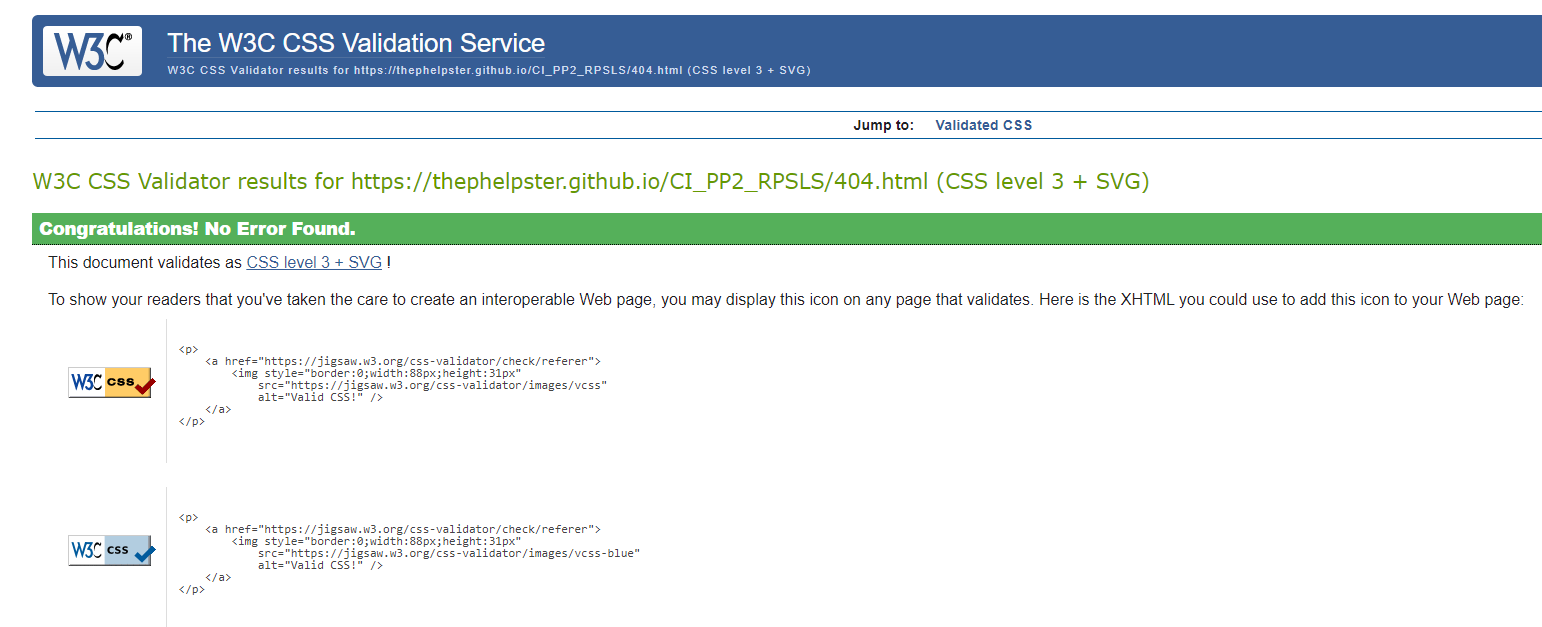 W3C® The W3C CSS Validation Service
W3C CSS Validator results for https://thephelpster.github.io/CI_PP2_RPSLS/404.html (CSS level 3 + SVG)
Jump to: Validated CSS
W3C CSS Validator results for https://thephelpster.github.io/CI_PP2_RPSLS/404.html (CSS level 3 + SVG)
Congratulations! No Error Found.
This document validates as CSS level 3 + SVG !
To show your readers that you've taken the care to create an interoperable Web page, you may display this icon on any page that validates. Here is the XHTML you could use to add this icon to your Web page:
W3C css
<p>
<a href="https://jigsaw.w3.org/css-validator/check/referer">
<img style="border:0;width:88px;height:31px"
src="https://jigsaw.w3.org/css-validator/images/vcss"
alt="Valid CSS!" />
</a>
</p>
W3C css
<p>
<a href="https://jigsaw.w3.org/css-validator/check/referer">
<img style="border:0;width:88px;height:31px"
src="https://jigsaw.w3.org/css-validator/images/vcss-blue"
alt="Valid CSS!" />
</a>
</p>